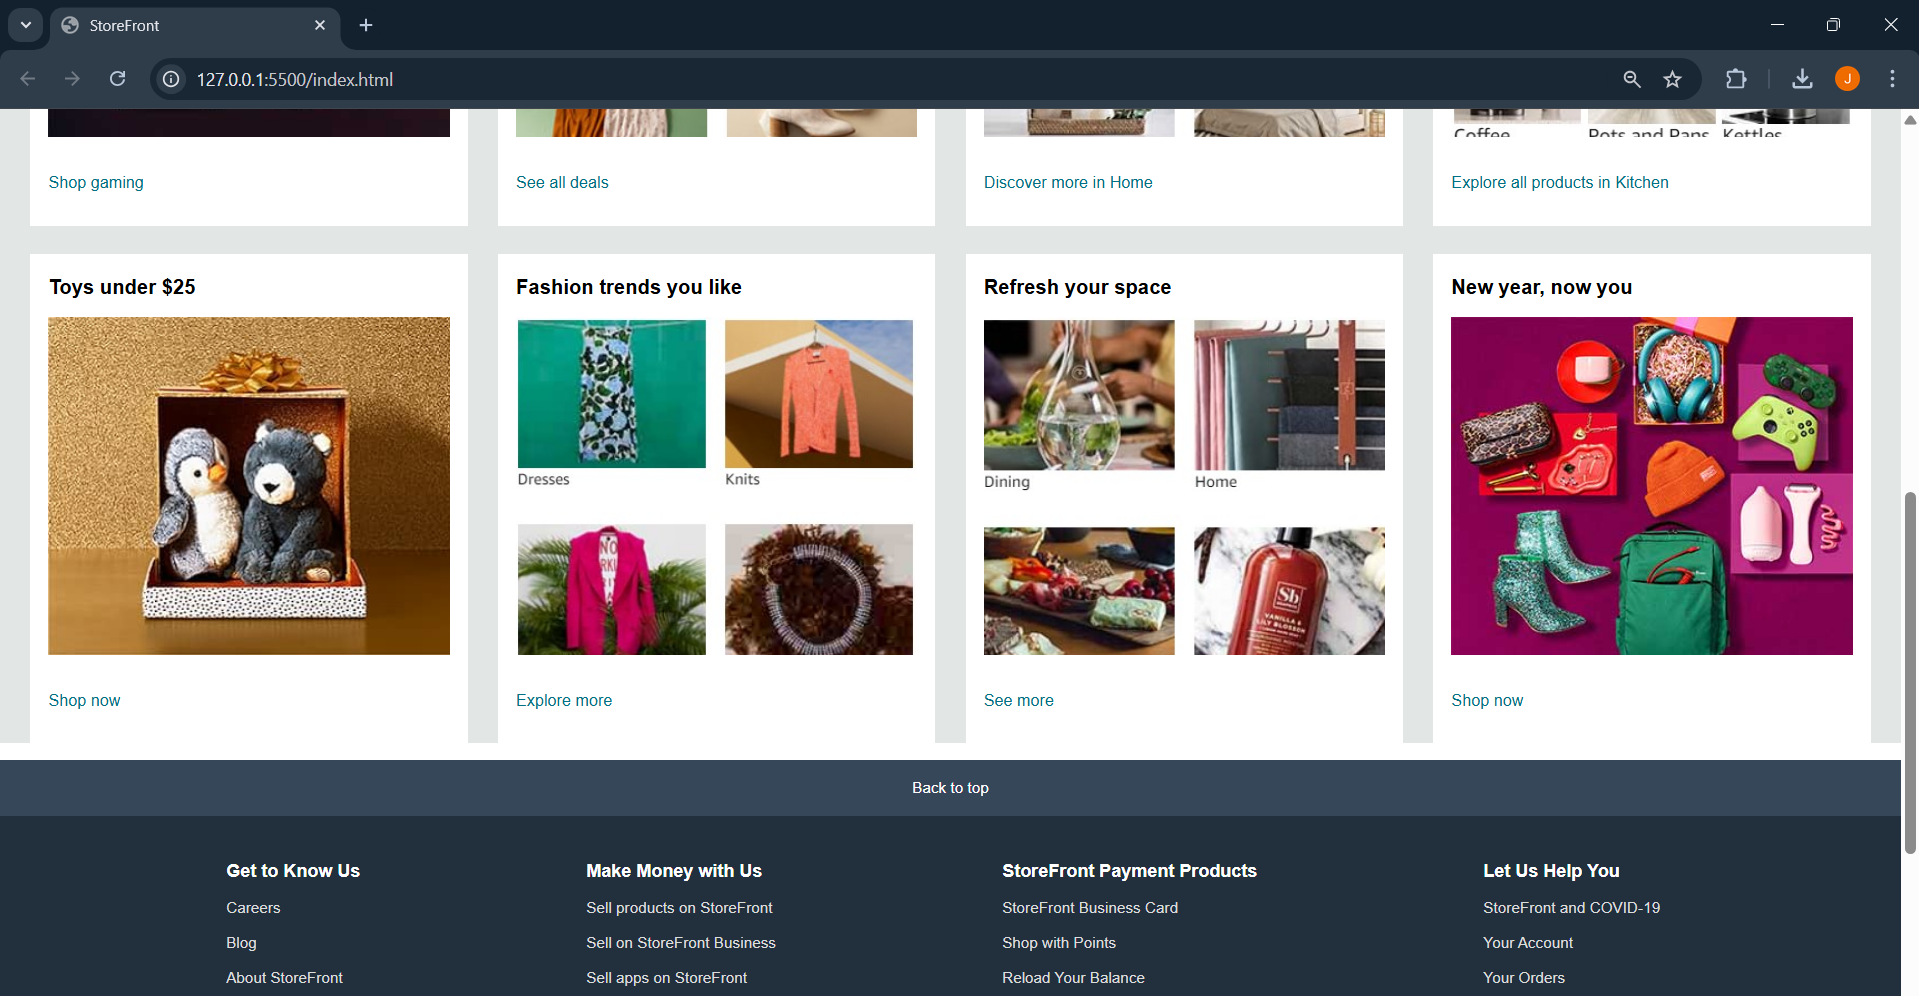 StoreFront
127.0.0.1:5500/index.html
J
Coffee Pots and Pans Kettles
Shop gaming
See all deals
Discover more in Home
Explore all products in Kitchen
Toys under $25
Fashion trends you like
Refresh your space
New year, now you
Dresses
Knits
Dining
Home
NO
Sb
VANILLA &
LILY BLOSSOM
Shop now
Explore more
See more
Shop now
Back to top
Get to Know Us
Careers
Blog
About StoreFront
Make Money with Us
Sell products on StoreFront
Sell on StoreFront Business
Sell apps on StoreFront
StoreFront Payment Products
StoreFront Business Card
Shop with Points
Reload Your Balance
Let Us Help You
StoreFront and COVID-19
Your Account
Your Orders